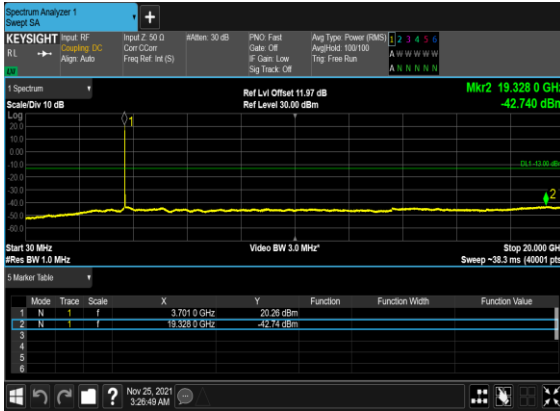 Spectrum Analyzer 1
Swept SA
+
KEYSIGHT Input: RF Input Z: 50 Ω #Atten: 30 dB PNO: Fast Avg Type: Power (RMS) 1 2 3 4 5 6
RL Coupling: DC Corr CCorr Gate: Off Avg|Hold: 100/100 A W W W W W
Align: Auto Freq Ref: Int (S) IF Gain: Low Trig: Free Run
Sig Track: Off A N N N N N
1 Spectrum Ref Lvl Offset 11.97 dB Mkr2 19.328 0 GHz
Scale/Div 10 dB Ref Level 30.00 dBm -42.740 dBm
Log
20.0 1
10.0
0.00
-10.0 DL1 -13.00 dBm
-20.0
-30.0
-40.0 2
-50.0
-60.0
Start 30 MHz Video BW 3.0 MHz* Stop 20.000 GHz
#Res BW 1.0 MHz Sweep ~38.3 ms (40001 pts)
5 Marker Table
Mode Trace Scale X Y Function Function Width Function Value
1 N 1 f 3.701 0 GHz 20.26 dBm
2 N 1 f 19.328 0 GHz -42.74 dBm
3
4
5
6
? Nov 25, 2021
3:26:49 AM